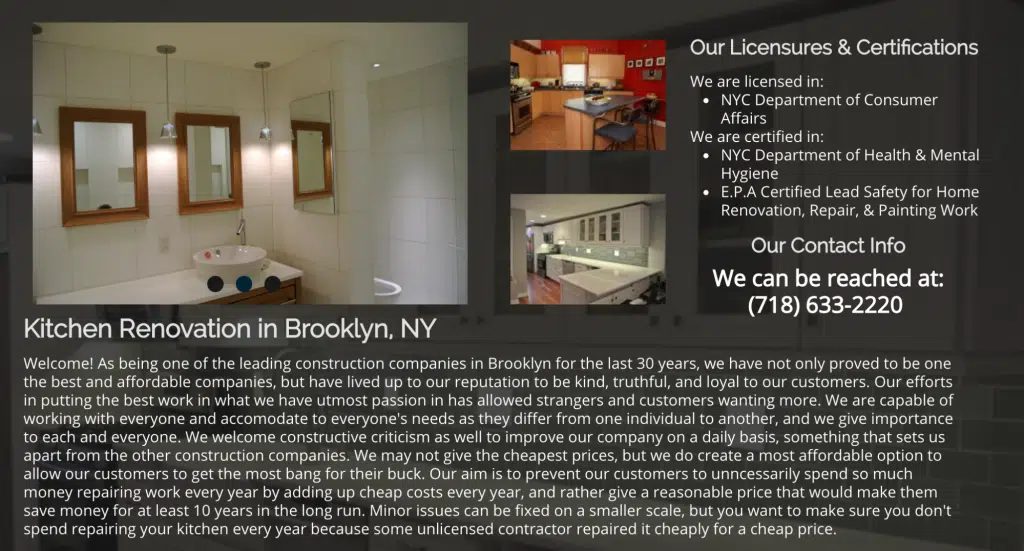 Our Licensures & Certifications
We are licensed in:
• NYC Department of Consumer
Affairs
We are certified in:
• NYC Department of Health & Mental
Hygiene
• E.P.A Certified Lead Safety for Home
Renovation, Repair, & Painting Work
Our Contact Info
We can be reached at:
(718) 633-2220
Kitchen Renovation in Brooklyn, NY
Welcome! As being one of the leading construction companies in Brooklyn for the last 30 years, we have not only proved to be one
the best and affordable companies, but have lived up to our reputation to be kind, truthful, and loyal to our customers. Our efforts
in putting the best work in what we have utmost passion in has allowed strangers and customers wanting more. We are capable of
working with everyone and accomodate to everyone's needs as they differ from one individual to another, and we give importance
to each and everyone. We welcome constructive criticism as well to improve our company on a daily basis, something that sets us
apart from the other construction companies. We may not give the cheapest prices, but we do create a most affordable option to
allow our customers to get the most bang for their buck. Our aim is to prevent our customers to unncessarily spend so much
money repairing work every year by adding up cheap costs every year, and rather give a reasonable price that would make them
save money for at least 10 years in the long run. Minor issues can be fixed on a smaller scale, but you want to make sure you don't
spend repairing your kitchen every year because some unlicensed contractor repaired it cheaply for a cheap price.